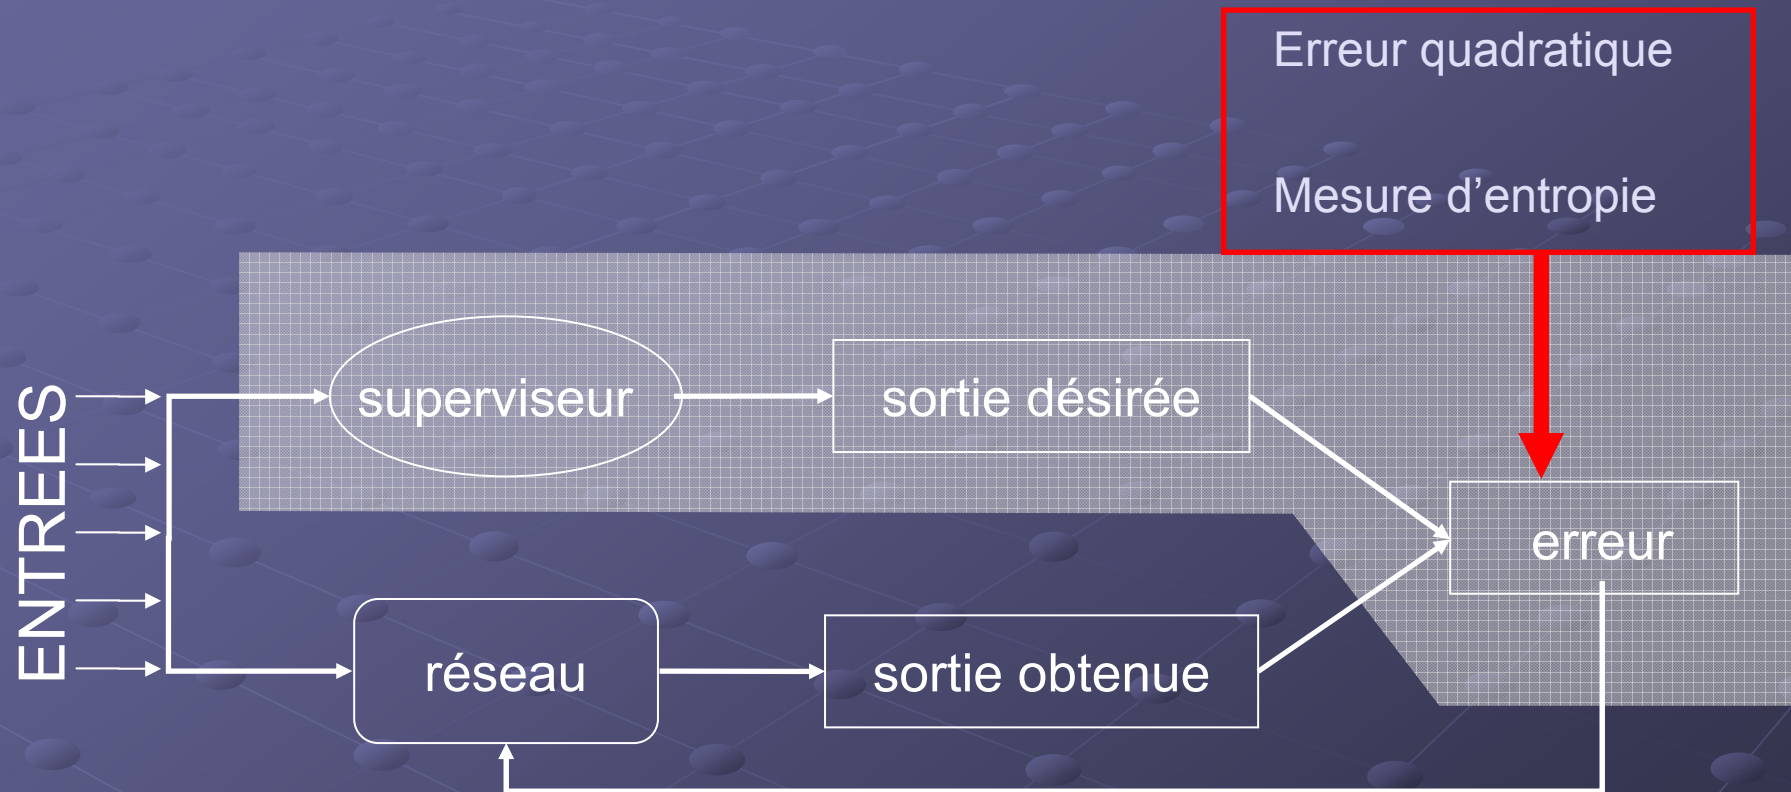 Erreur quadratique
Mesure d’entropie
ENTREES
superviseur
sortie désirée
erreur
réseau
sortie obtenue